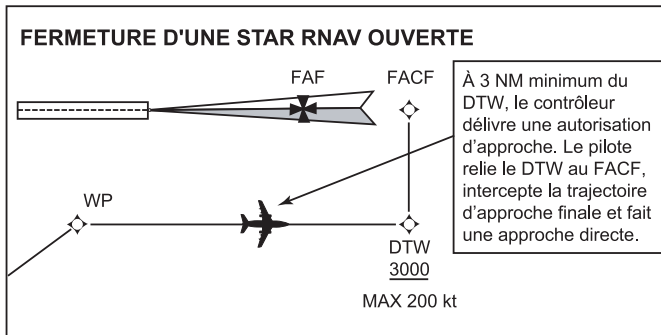 FERMETURE D'UNE STAR RNAV OUVERTE
FAF
FACF
À 3 NM minimum du
DTW, le contrôleur
délivre une autorisation
d'approche. Le pilote
relie le DTW au FACF,
intercepte la trajectoire
d'approche finale et fait
une approche directe.
WP
DTW
3000
MAX 200 kt